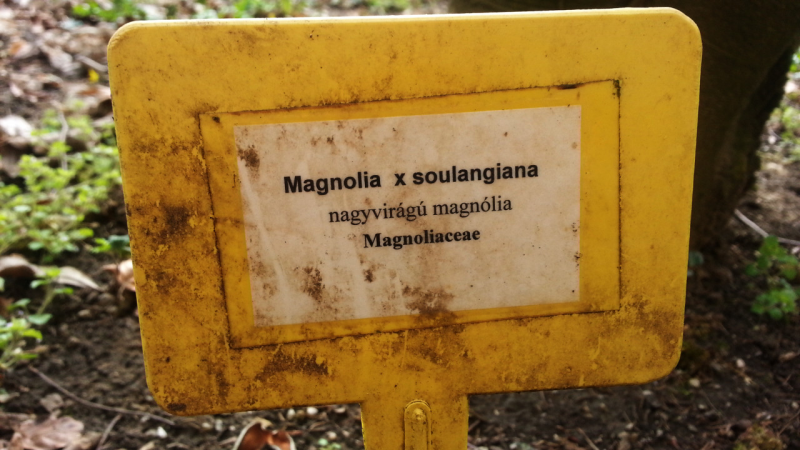 Magnolia x soulangiana
nagyvirágú magnólia
Magnoliaceae